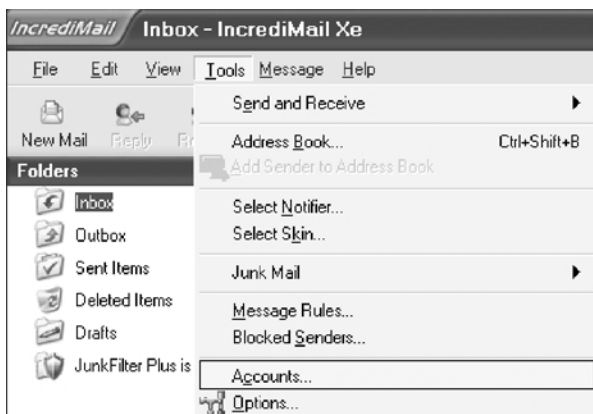 IncrediMail Inbox - IncrediMail Xe
File Edit View Tools Message Help
New Mail Reply
Folders
Inbox
Outbox
Sent Items
Deleted Items
Drafts
JunkFilter Plus is
Send and Receive
Address Book... Ctrl+Shift+B
Add Sender to Address Book
Select Notifier...
Select Skin...
Junk Mail
Message Rules...
Blocked Senders...
Accounts...
Options...